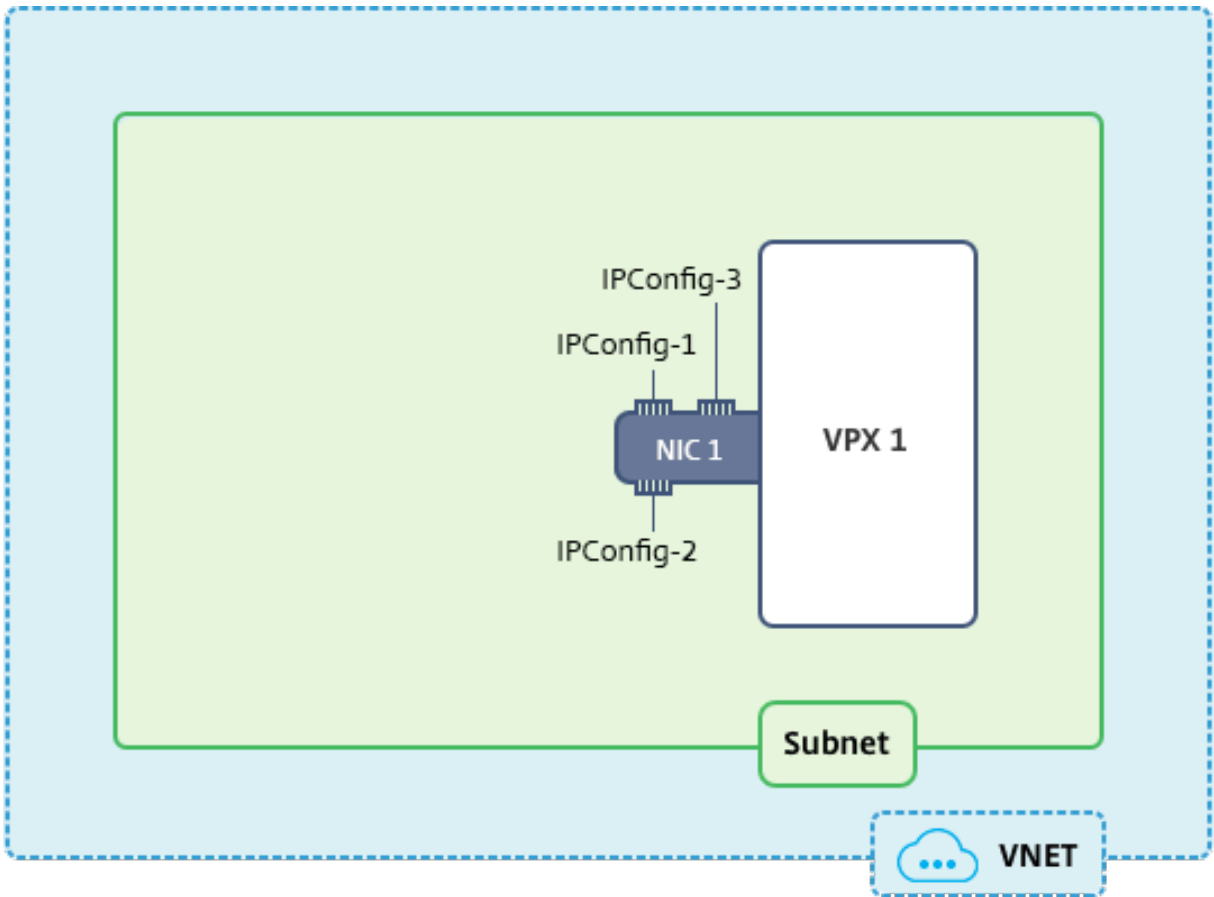 IPConfig-3
IPConfig-1
NIC 1
VPX 1
IPConfig-2
Subnet
VNET